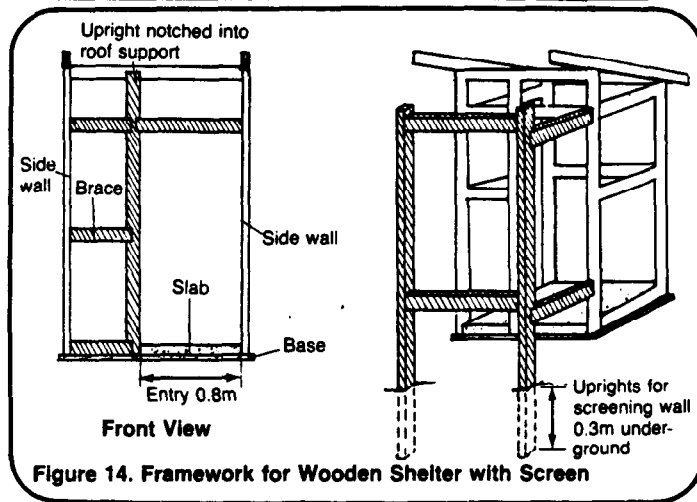 Upright notched into
roof support
Side
wall
Brace
Side wall
Slab
Base
Entry 0.8m
Front View
Uprights for
screening wall
0.3m under-
ground
Figure 14. Framework for Wooden Shelter with Screen